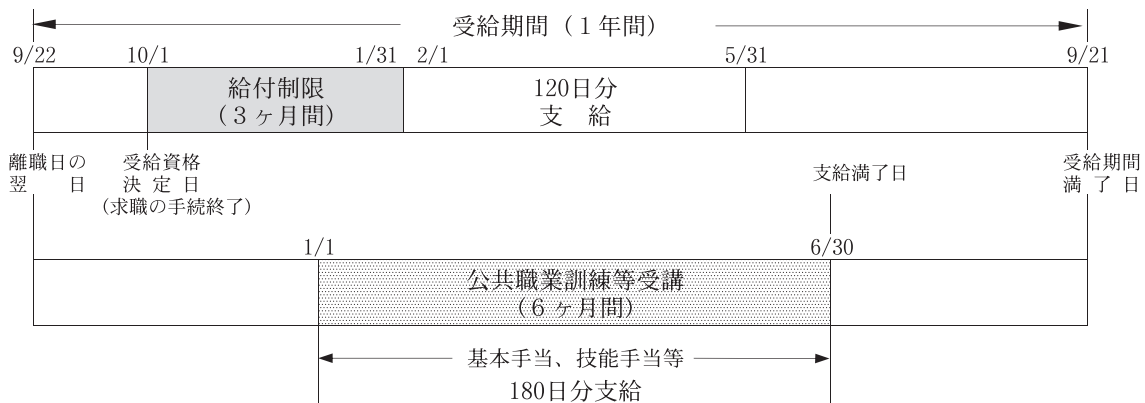 受給期間（１年間）
9/22 10/1 1/31 2/1 5/31 9/21
給付制限
（３ヶ月間）
120日分
支　給
離職日の
翌　　日
受給資格
決 定 日
（求職の手続終了）
支給満了日
受給期間
満 了 日
1/1 6/30
公共職業訓練等受講
（６ヶ月間）
基本手当、技能手当等
180日分支給